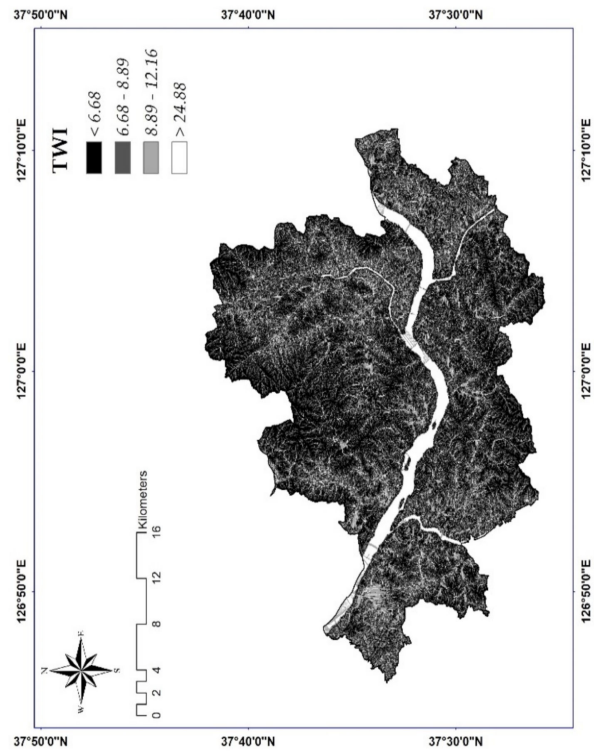 37°50'0"N 37°40'0"N 37°30'0"N
TWI
< 6.68
6.68 - 8.89
8.89 - 12.16
> 24.88
127°10'0"E
127°10'0"E
127°0'0"E
127°0'0"E
126°50'0"E
126°50'0"E
N
E
S
W
Kilometers
0 2 4 8 12 16
37°50'0"N 37°40'0"N 37°30'0"N